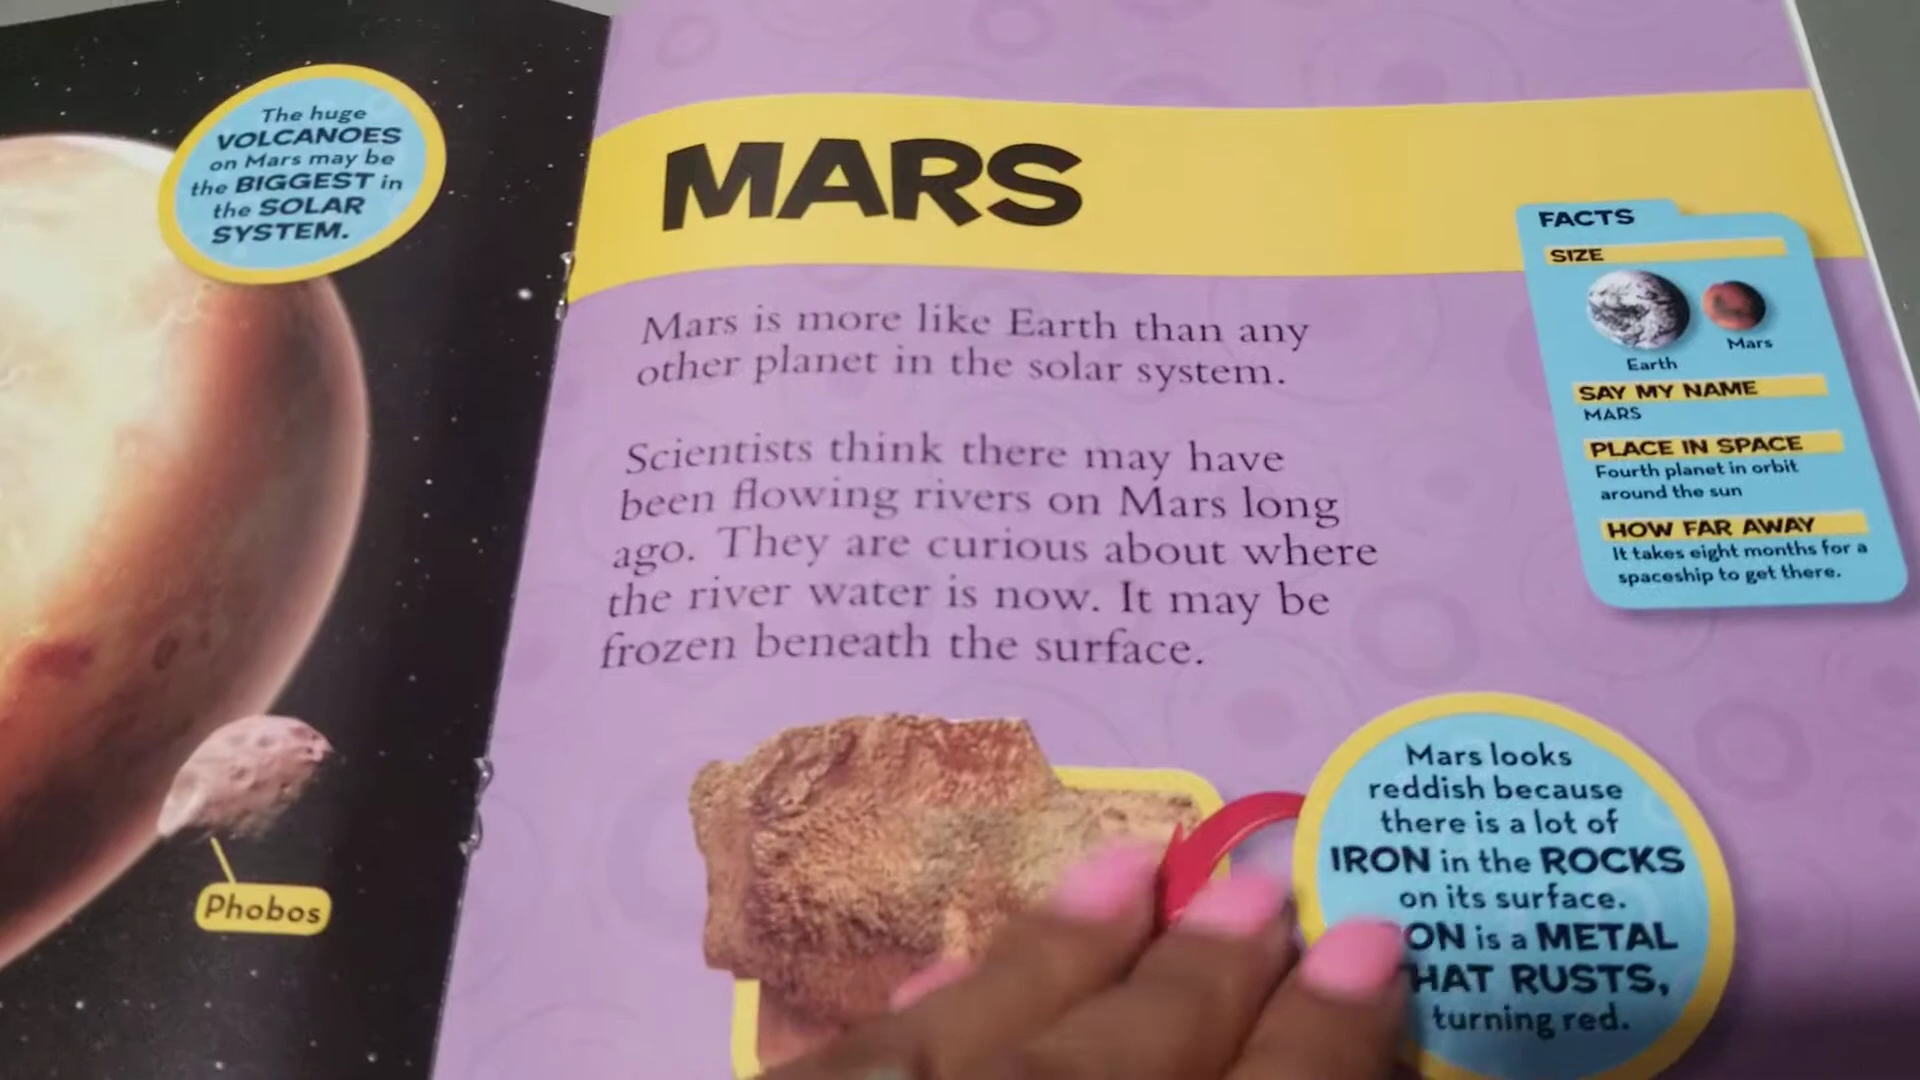 The huge
VOLCANOES
on Mars may be
the BIGGEST in
the SOLAR
SYSTEM.
Phobos
MARS
Mars is more like Earth than any
other planet in the solar system.
Scientists think there may have
been flowing rivers on Mars long
ago. They are curious about where
the river water is now. It may be
frozen beneath the surface.
FACTS
SIZE
Earth
Mars
SAY MY NAME
MARS
PLACE IN SPACE
Fourth planet in orbit
around the sun
HOW FAR AWAY
It takes eight months for a
spaceship to get there.
Mars looks
reddish because
there is a lot of
IRON in the ROCKS
on its surface.
ON is a METAL
HAT RUSTS,
turning red.